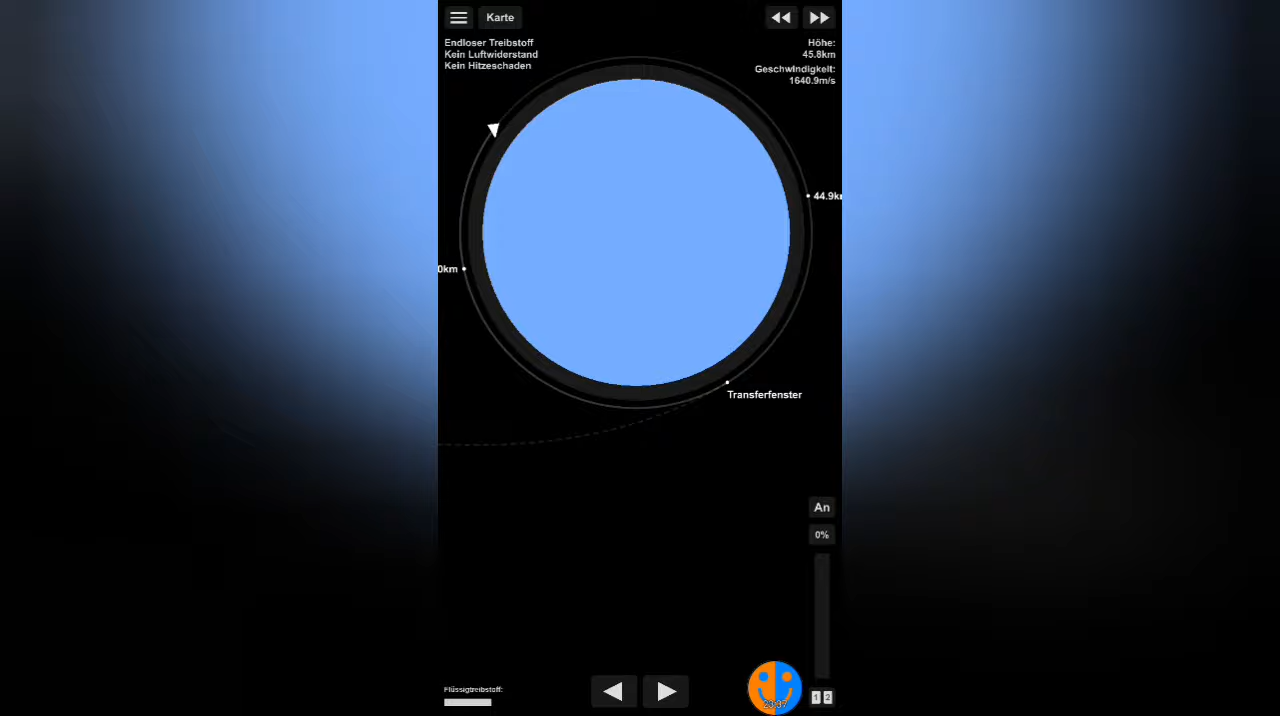 Karte
Endloser Treibstoff
Kein Luftwiderstand
Kein Hitzeschaden
Höhe:
45.8km
Geschwindigkeit:
1640.9m/s
44.9k
0km
Transferfenster
An
0%
Flüssigtreibstoff:
1 2